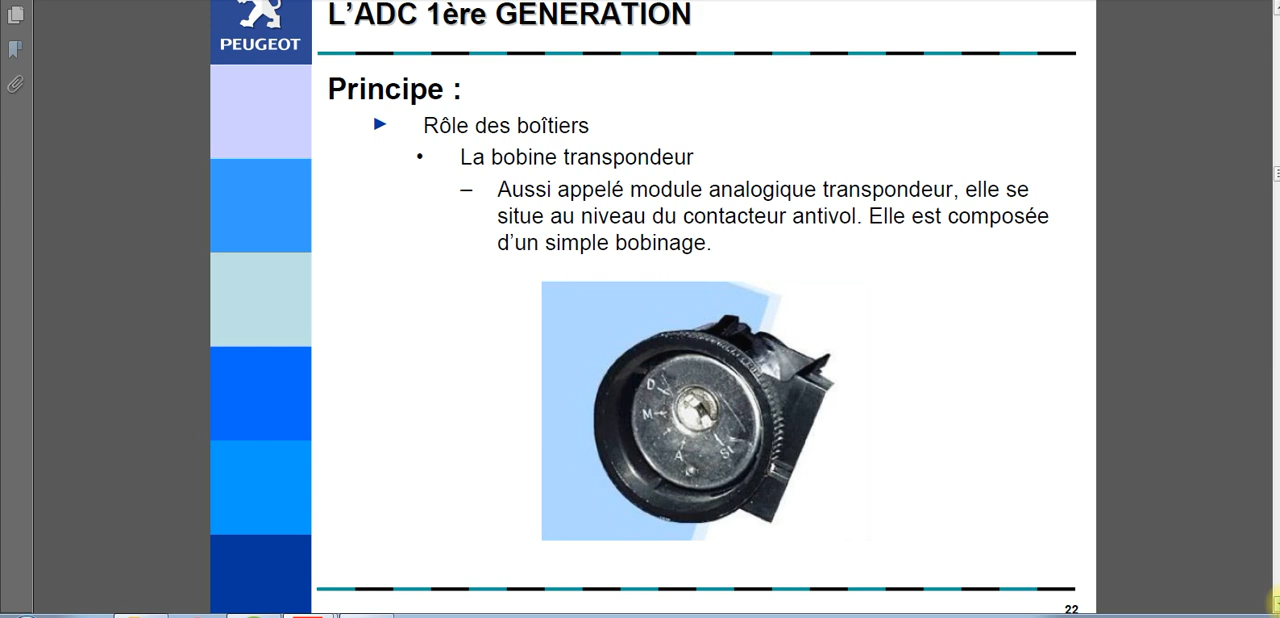 L'ADC 1ère GENERATION
PEUGEOT
Principe :
► Rôle des boîtiers
• La bobine transpondeur
– Aussi appelé module analogique transpondeur, elle se
situe au niveau du contacteur antivol. Elle est composée
d'un simple bobinage.
D
M
A
St
22